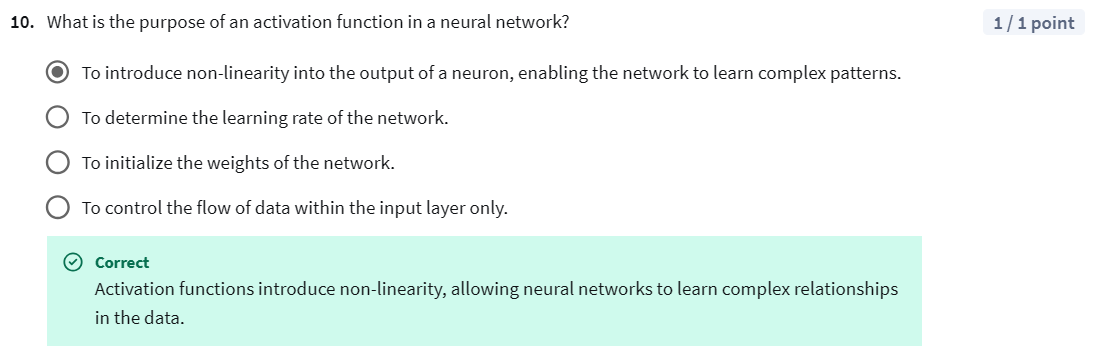 10. What is the purpose of an activation function in a neural network?
1 / 1 point
To introduce non-linearity into the output of a neuron, enabling the network to learn complex patterns.
To determine the learning rate of the network.
To initialize the weights of the network.
To control the flow of data within the input layer only.
Correct
Activation functions introduce non-linearity, allowing neural networks to learn complex relationships
in the data.